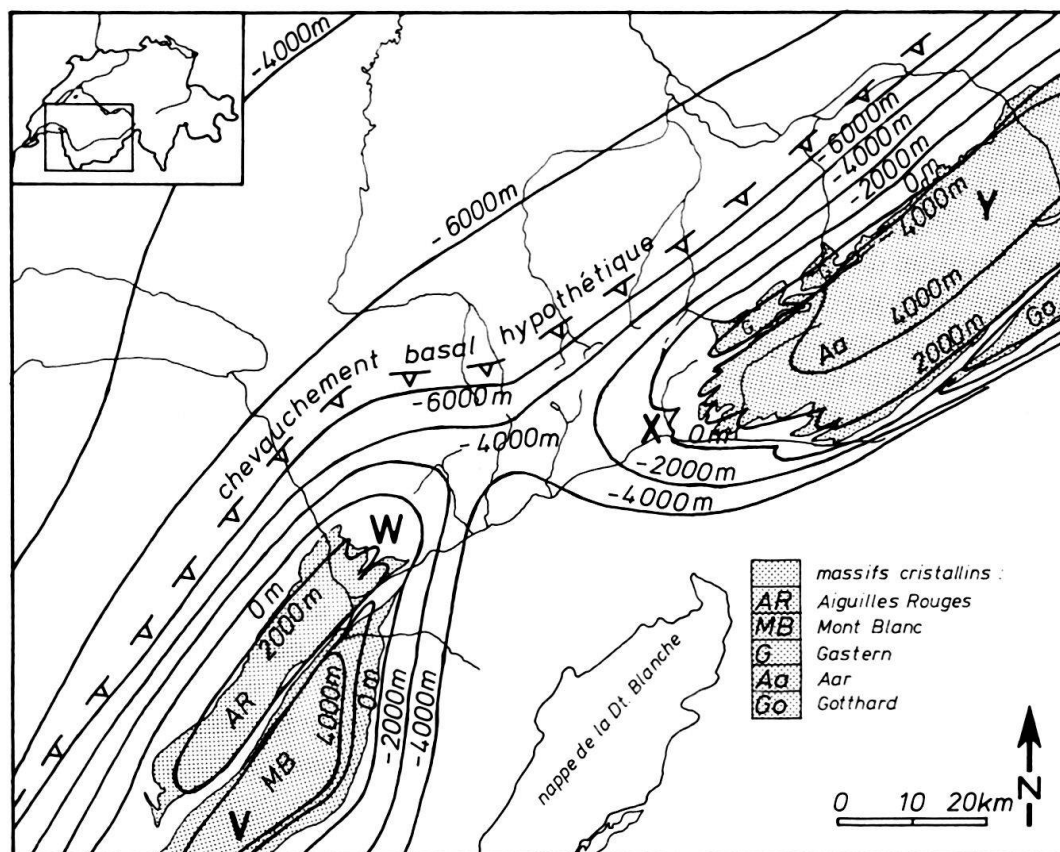 -4000m
-6000m
-6000m
-4000m
-2000m
0m
-4000m
Y
4000m
2000m
Go
G
Aa
chevauchement basal hypothétique
-6000m
-4000m
X
0m
-2000m
-4000m
W
0m
2000m
AR
4000m
0m
-2000m
-4000m
MB
V
nappe de la Dt. Blanche
massifs cristallins :
AR Aiguilles Rouges
MB Mont Blanc
G Gastern
Aa Aar
Go Gotthard
0 10 20km
N